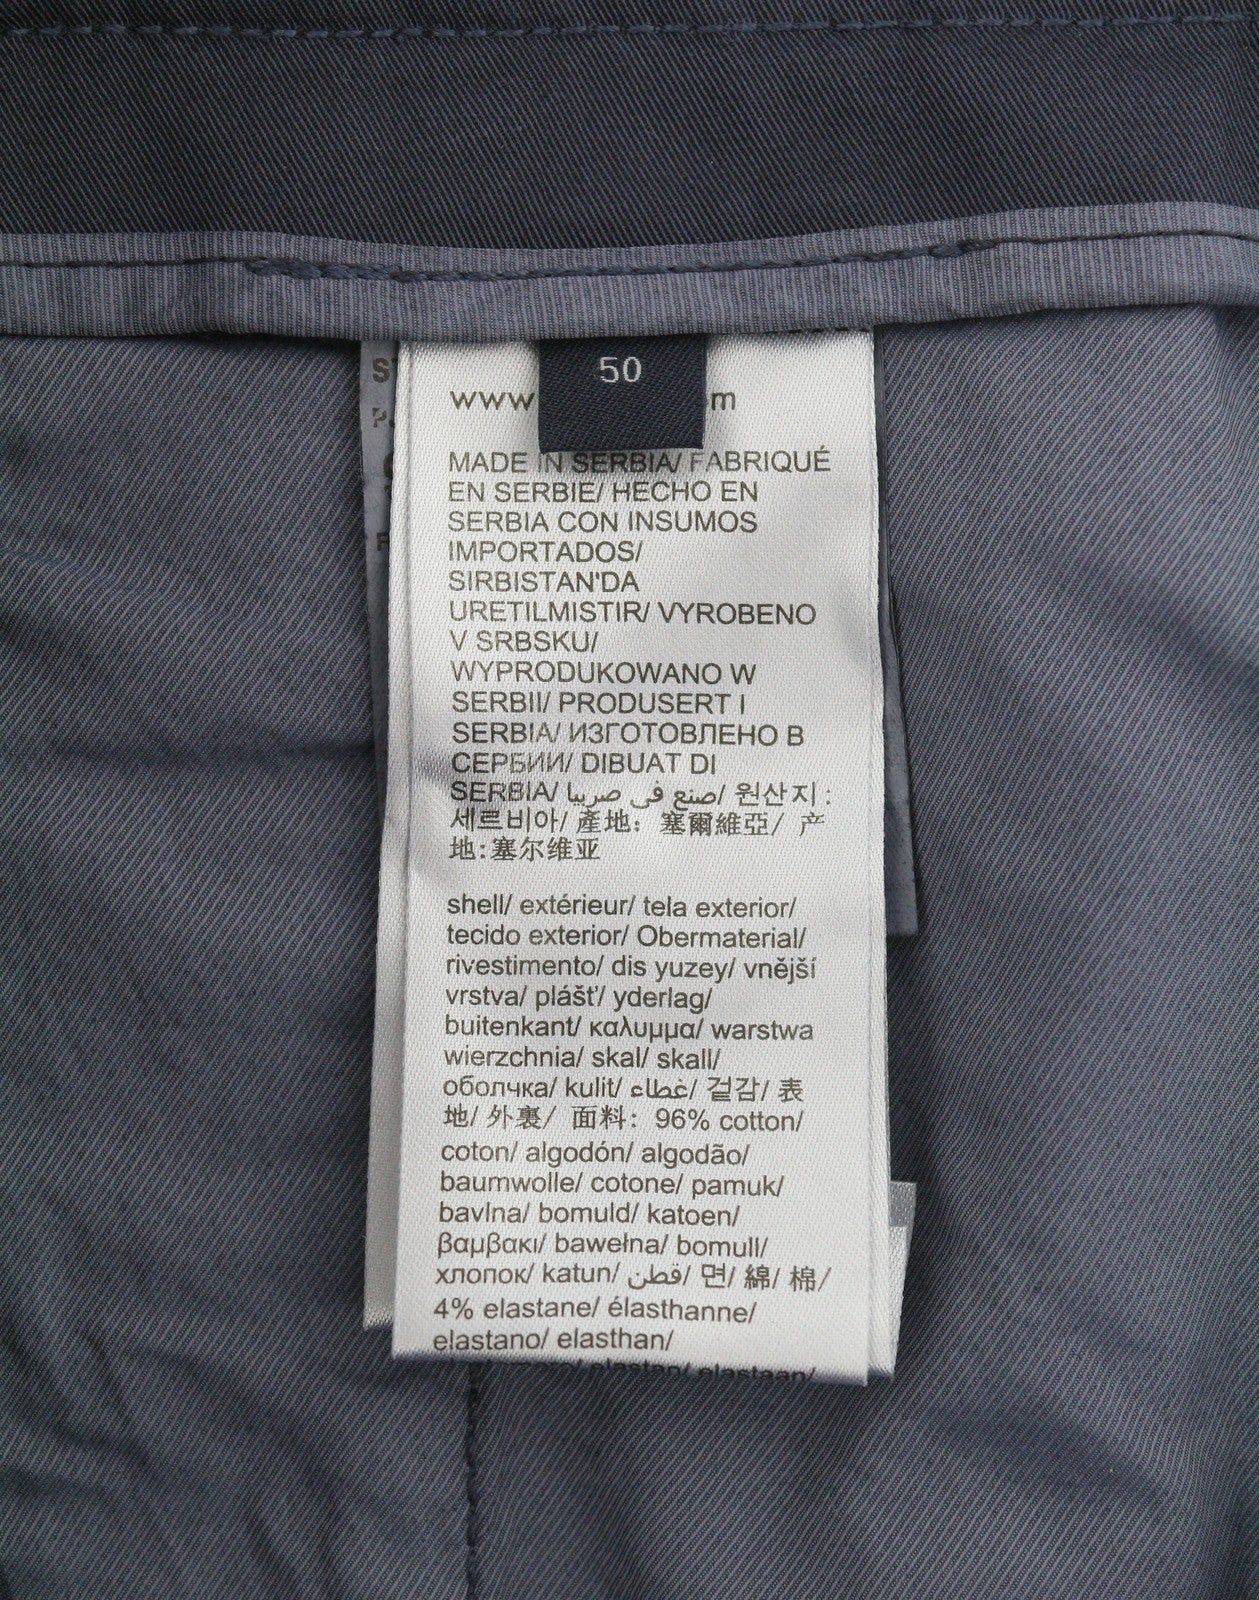 50
www m
MADE IN SERBIA/ FABRIQUÉ
EN SERBIE/ HECHO EN
SERBIA CON INSUMOS
IMPORTADOS/
SIRBISTAN'DA
URETILMISTIR/ VYROBENO
V SRBSKU/
WYPRODUKOWANO W
SERBII/ PRODUSERT I
SERBIA/ ИЗГОТОВЛЕНО В
СЕРБИИ/ DIBUAT DI
SERBIA/ صنع في صربيا/ 원산지:
세르비아/ 產地: 塞爾維亞/ 产
地:塞尔维亚
shell/ extérieur/ tela exterior/
tecido exterior/ Obermaterial/
rivestimento/ dis yuzey/ vnější
vrstva/ plášť/ yderlag/
buitenkant/ καλυμμα/ warstwa
wierzchnia/ skal/ skall/
оболчка/ kulit/ غطاء/ 겉감/ 表
地/ 外裏/ 面料: 96% cotton/
coton/ algodón/ algodão/
baumwolle/ cotone/ pamuk/
bavlna/ bomuld/ katoen/
βαμβακι/ bawełna/ bomull/
хлопок/ katun/ قطن/ 면/ 綿/ 棉/
4% elastane/ élasthanne/
elastano/ elasthan/
elastan/ elastaan/